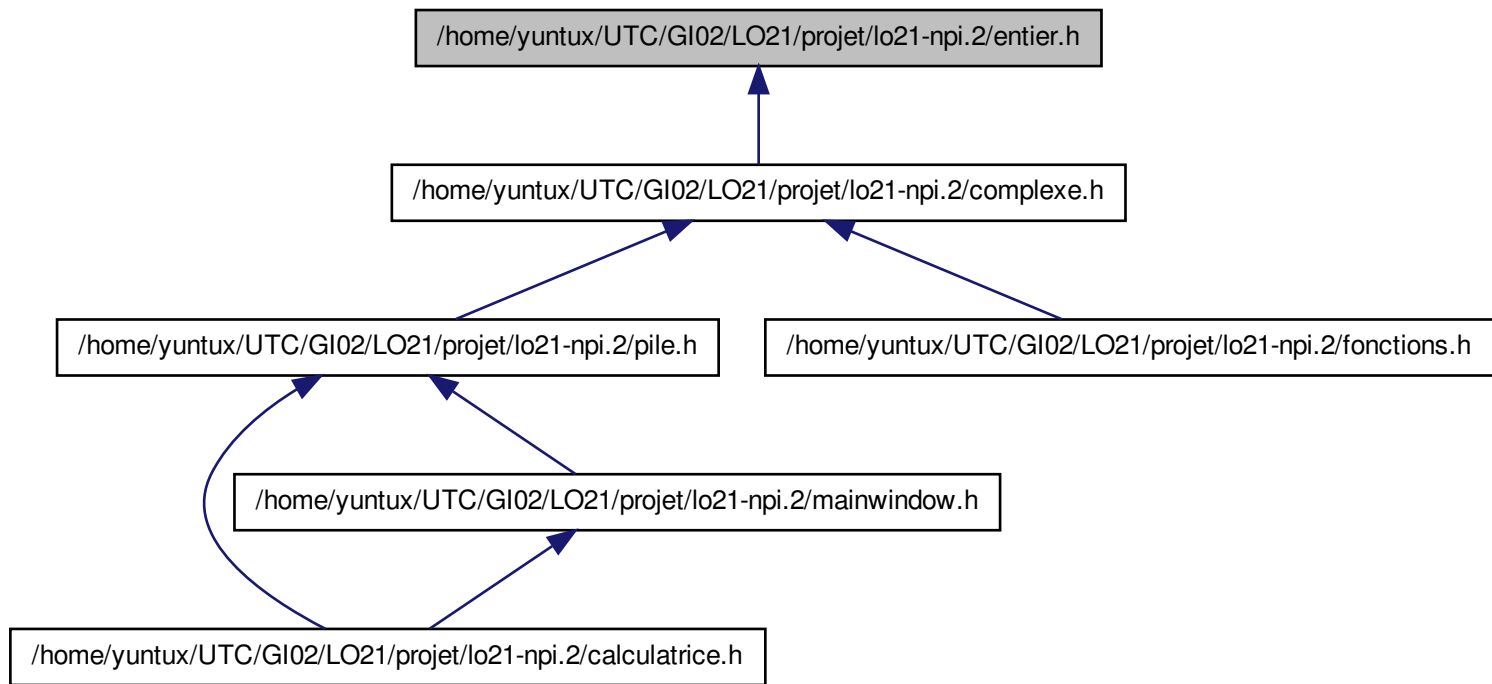 /home/yuntux/UTC/GI02/LO21/projet/lo21-npi.2/entier.h
/home/yuntux/UTC/GI02/LO21/projet/lo21-npi.2/complexe.h
/home/yuntux/UTC/GI02/LO21/projet/lo21-npi.2/pile.h
/home/yuntux/UTC/GI02/LO21/projet/lo21-npi.2/fonctions.h
/home/yuntux/UTC/GI02/LO21/projet/lo21-npi.2/mainwindow.h
/home/yuntux/UTC/GI02/LO21/projet/lo21-npi.2/calculatrice.h